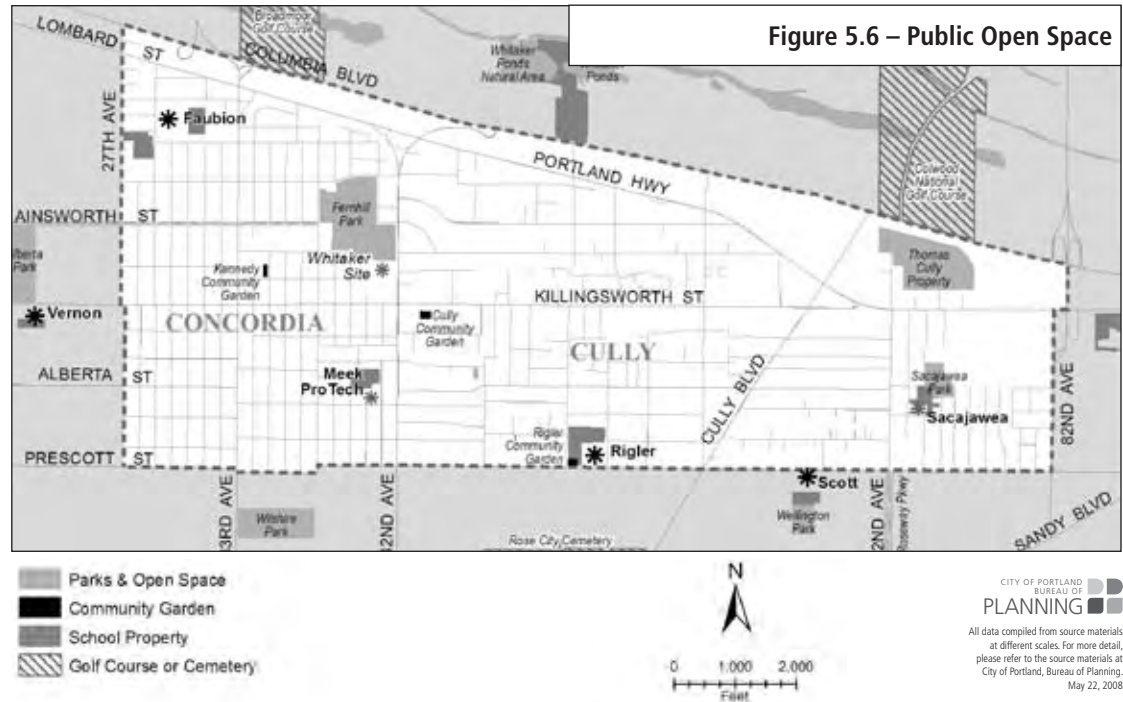 Figure 5.6 – Public Open Space
LOMBARD
ST
Broadmoor
Golf Course
COLUMBIA BLVD
Whitaker
Ponds
Natural Area
Ponds
27TH AVE
Faubion
PORTLAND HWY
Colwood
National
Golf Course
AINSWORTH
ST
Fernhill
Park
Whitaker
Site
Kennedy
Community
Garden
Thomas
Cully
Property
Park
Vernon
CONCORDIA
KILLINGSWORTH ST
Cully
Community
Garden
CULLY
CULLY BLVD
ALBERTA
ST
Meek
ProTech
Sacajawea
Park
Sacajawea
82ND AVE
Rigler
Community
Garden
Rigler
PRESCOTT
ST
Scott
33RD AVE
42ND AVE
Wilshire
Park
Wellington
Park
2ND AVE
Roseway Pkwy
SANDY BLVD
Rose City Cemetery
Parks & Open Space
Community Garden
School Property
Golf Course or Cemetery
N
0 1,000 2,000
Feet
CITY OF PORTLAND
BUREAU OF
PLANNING
All data compiled from source materials
at different scales. For more detail,
please refer to the source materials at
City of Portland, Bureau of Planning.
May 22, 2008